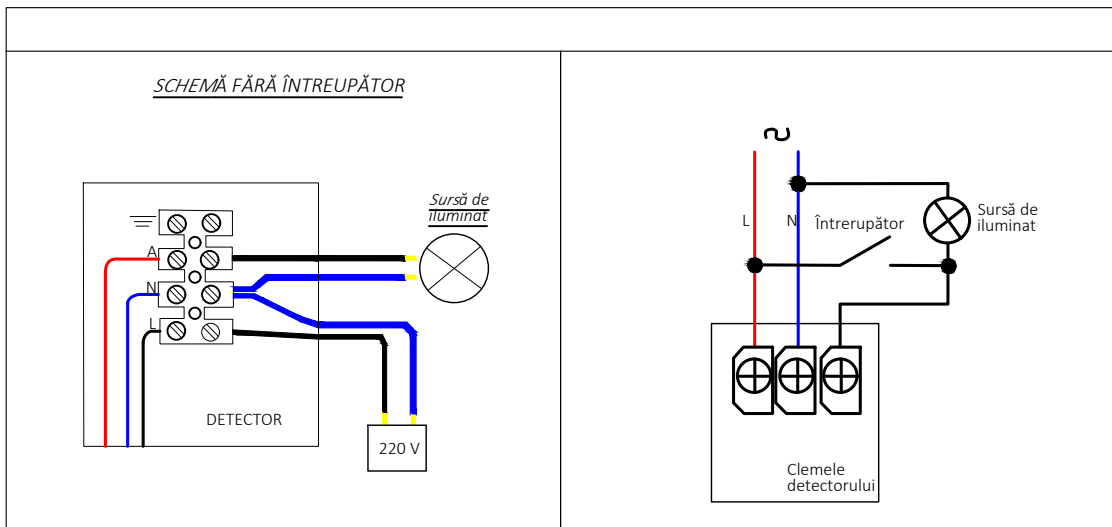 SCHEMĂ FĂRĂ ÎNTREUPĂTOR
Sursă de
iluminat
A
N
L
DETECTOR
220 V
L
N
Întrerupător
Sursă de
iluminat
Clemele
detectorului